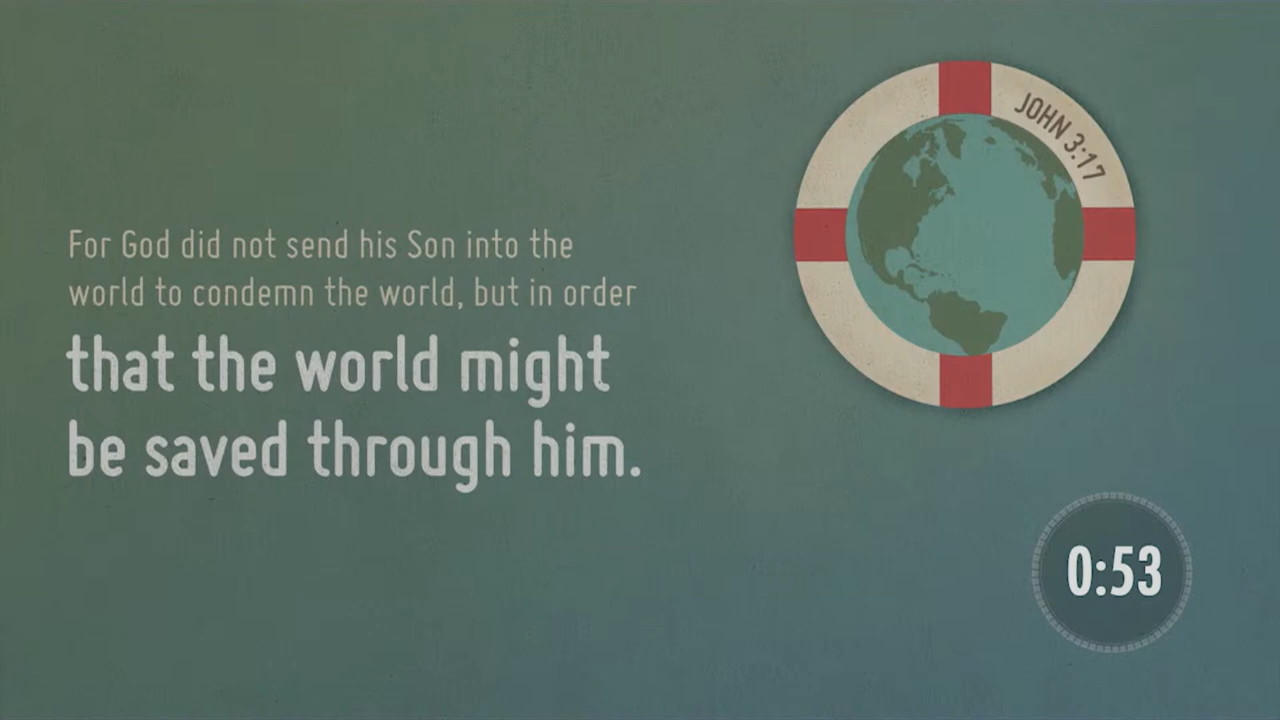 For God did not send his Son into the
world to condemn the world, but in order
that the world might
be saved through him.
JOHN 3:17
0:53